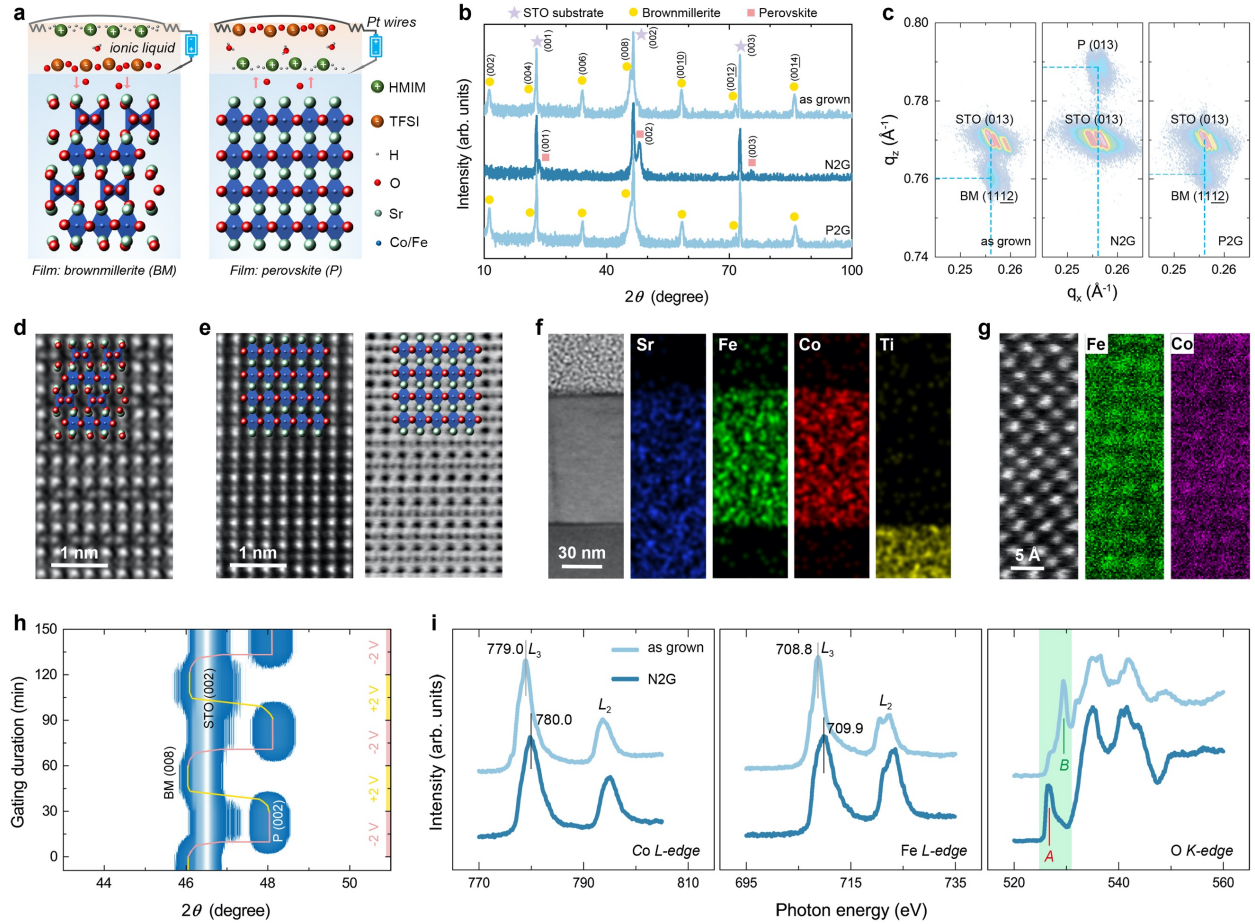 a
Pt wires
ionic liquid
HMIM
TFSI
H
O
Sr
Co/Fe
Film: brownmillerite (BM)
Film: perovskite (P)
b
STO substrate
Brownmillerite
Perovskite
Intensity (arb. units)
(002)
(004)
(001)
(006)
(008)
(002)
(0010)
(0012)
(003)
(0014)
as grown
(001)
(002)
(003)
N2G
P2G
10
40
70
100
2θ (degree)
c
0.80
0.78
0.76
0.74
qz (Å-1)
P (013)
STO (013)
STO (013)
STO (013)
BM (1112)
BM (1112)
as grown
N2G
P2G
0.25
0.26
0.25
0.26
0.25
0.26
qx (Å-1)
d
1 nm
e
1 nm
f
30 nm
Sr
Fe
Co
Ti
g
5 Å
Fe
Co
h
Gating duration (min)
150
120
90
60
30
0
BM (008)
STO (002)
P (002)
-2 V
+2 V
-2 V
+2 V
-2 V
44
46
48
50
2θ (degree)
i
Intensity (arb. units)
779.0
L3
as grown
N2G
780.0
L2
Co L-edge
770
790
810
708.8
L3
709.9
L2
Fe L-edge
695
715
735
A
B
O K-edge
520
540
560
Photon energy (eV)